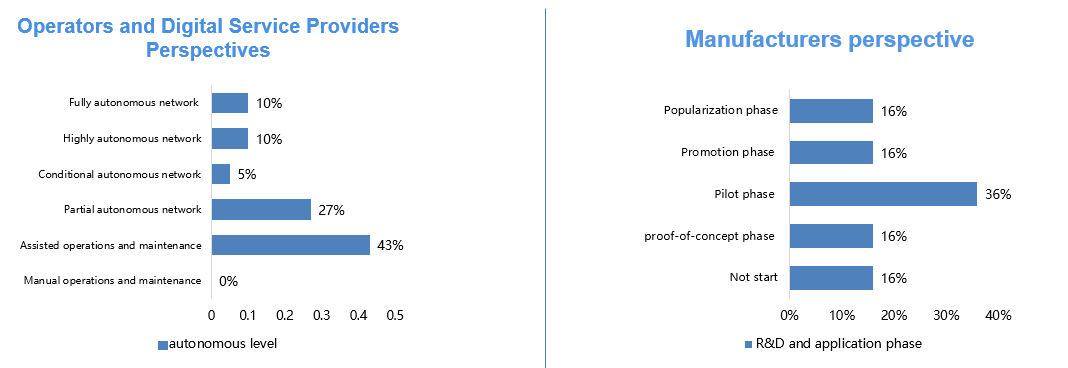 Operators and Digital Service Providers
Perspectives
Fully autonomous network 10%
Highly autonomous network 10%
Conditional autonomous network 5%
Partial autonomous network 27%
Assisted operations and maintenance 43%
Manual operations and maintenance 0%
0 0.1 0.2 0.3 0.4 0.5
autonomous level
Manufacturers perspective
Popularization phase 16%
Promotion phase 16%
Pilot phase 36%
proof-of-concept phase 16%
Not start 16%
0% 10% 20% 30% 40%
R&D and application phase